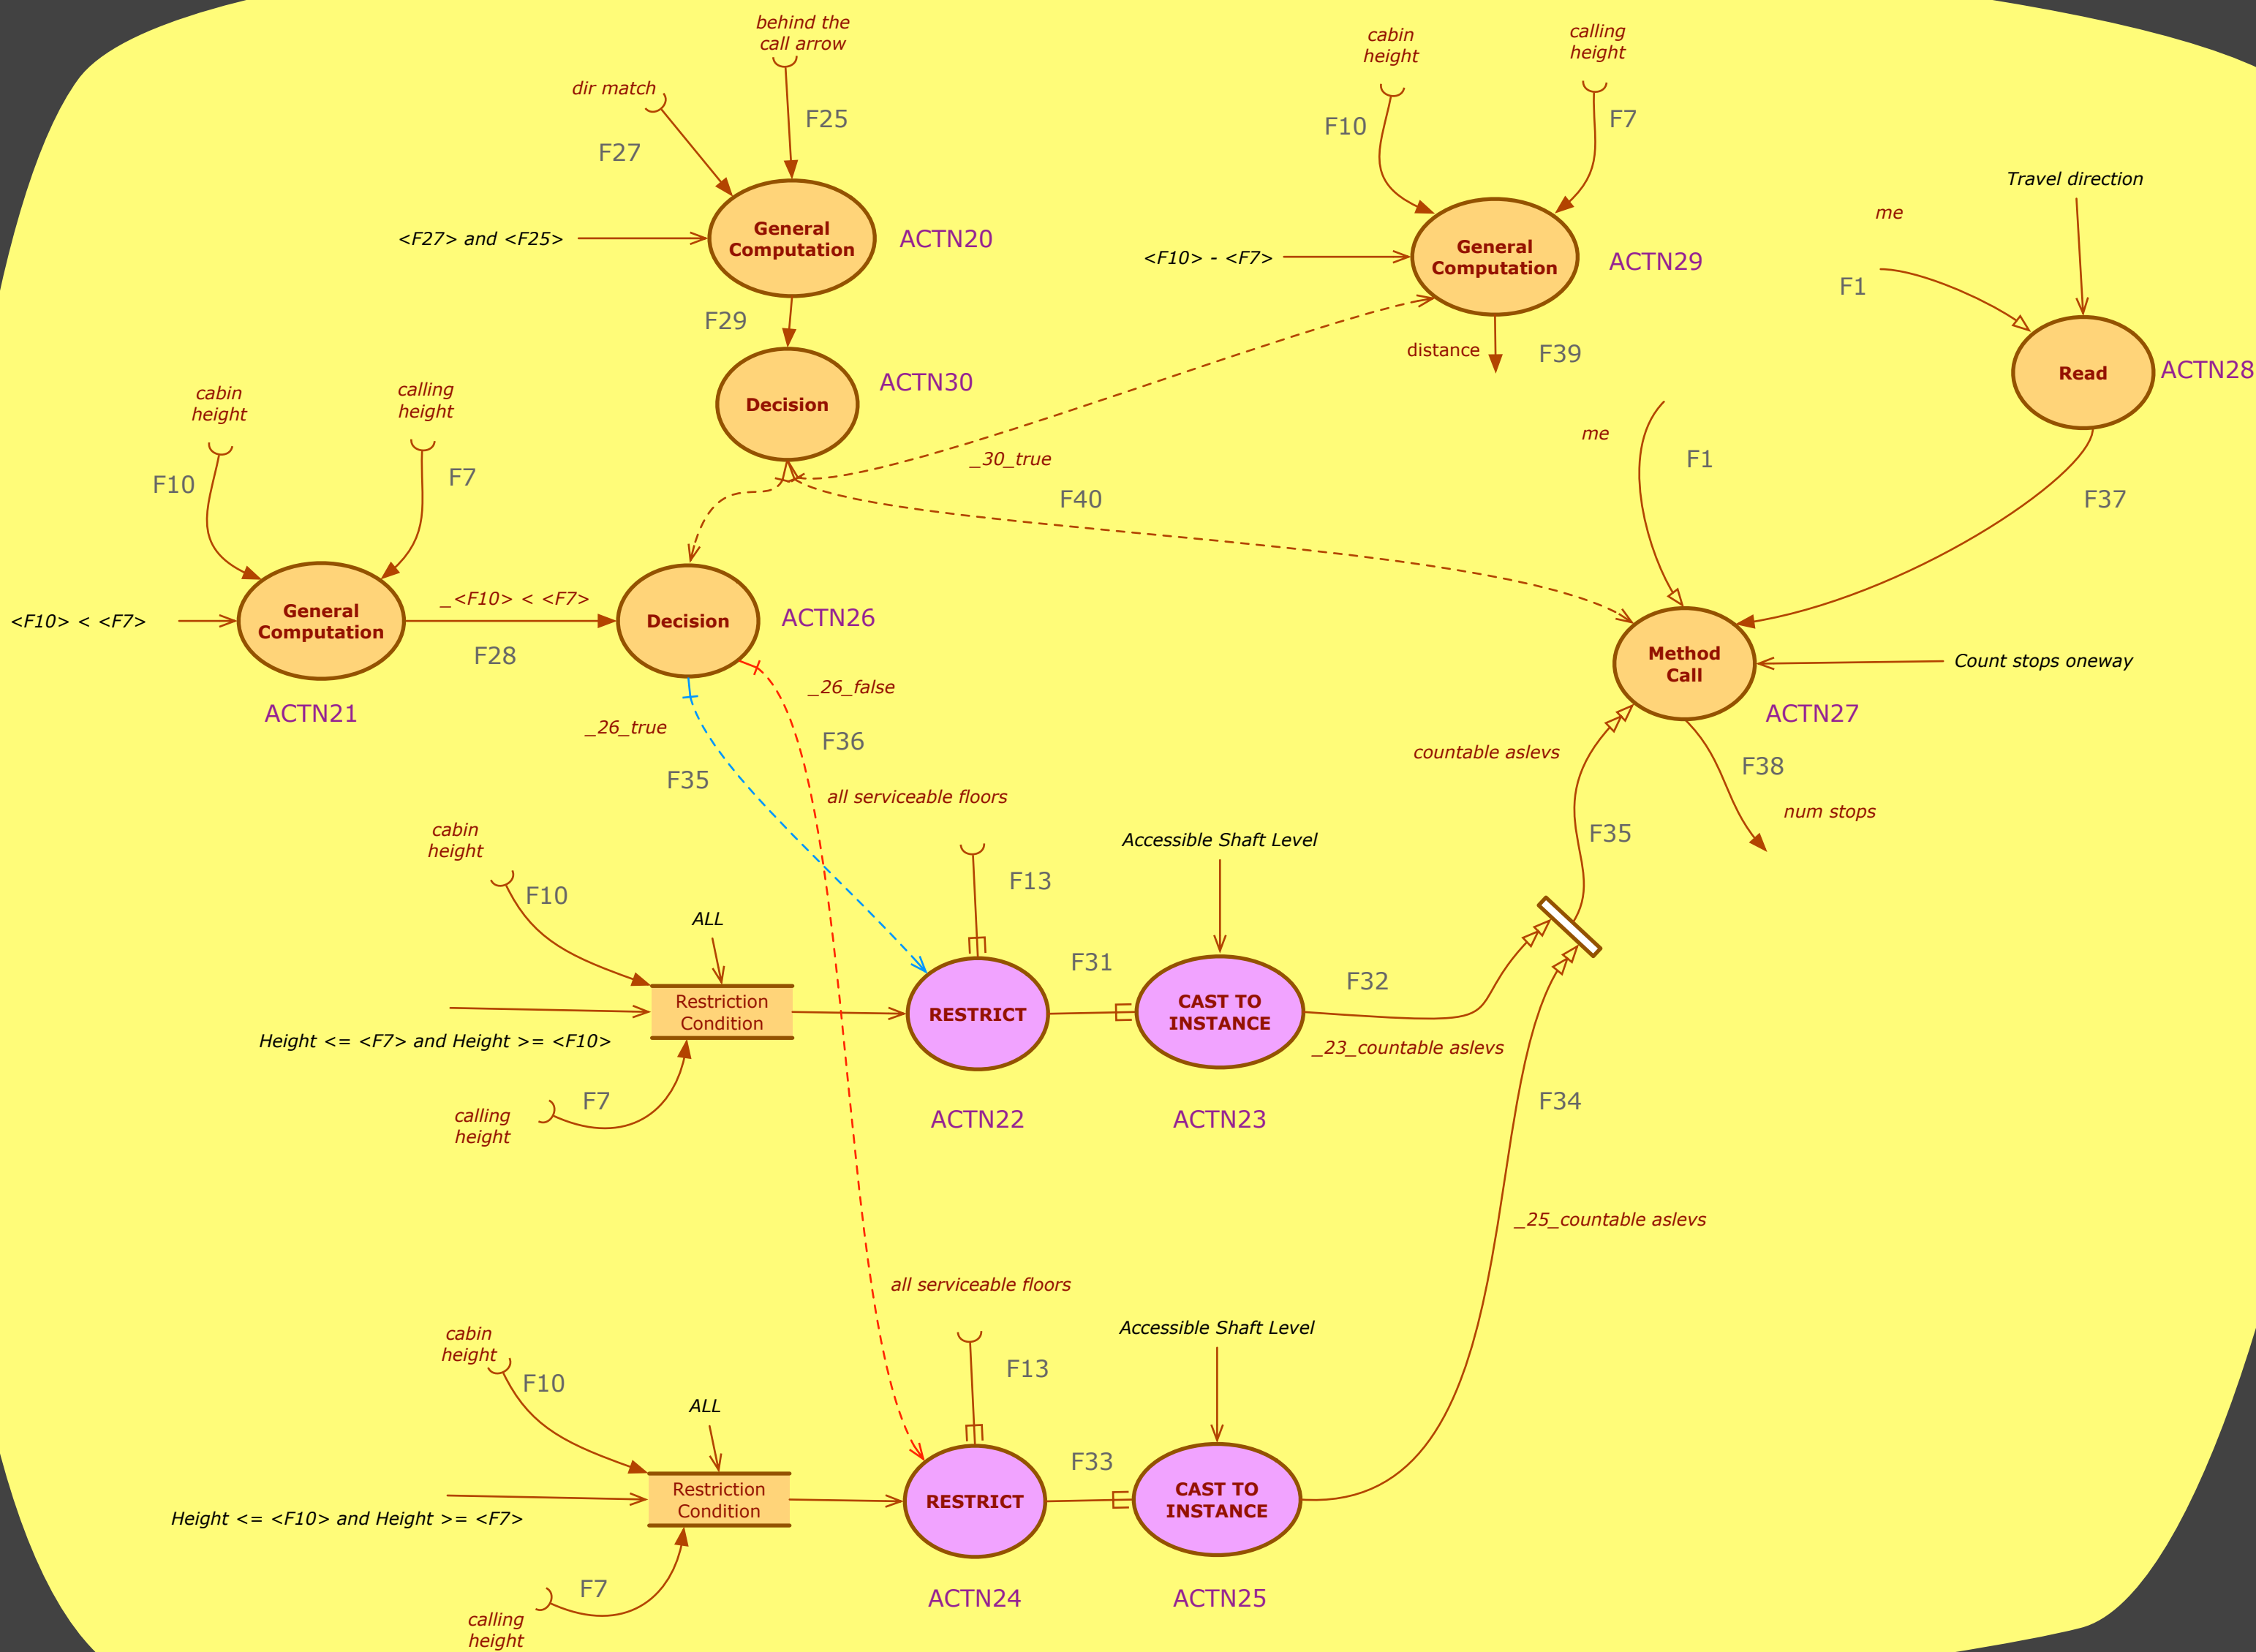 behind the
call arrow
dir match
F25
F27
<F27> and <F25>
General
Computation
ACTN20
F29
Decision
ACTN30
cabin
height
calling
height
F10
F7
<F10> - <F7>
General
Computation
ACTN29
distance
F39
Travel direction
me
F1
Read
ACTN28
me
F1
F37
_30_true
F40
cabin
height
calling
height
F10
F7
<F10> < <F7>
General
Computation
ACTN21
_<F10> < <F7>
F28
Decision
ACTN26
_26_false
_26_true
F36
F35
Method
Call
Count stops oneway
ACTN27
countable aslevs
F38
num stops
F35
all serviceable floors
cabin
height
F10
ALL
F13
Accessible Shaft Level
Restriction
Condition
Height <= <F7> and Height >= <F10>
calling
height
F7
RESTRICT
ACTN22
F31
CAST TO
INSTANCE
ACTN23
F32
_23_countable aslevs
F34
_25_countable aslevs
all serviceable floors
cabin
height
F10
ALL
F13
Accessible Shaft Level
Restriction
Condition
Height <= <F10> and Height >= <F7>
calling
height
F7
RESTRICT
ACTN24
F33
CAST TO
INSTANCE
ACTN25